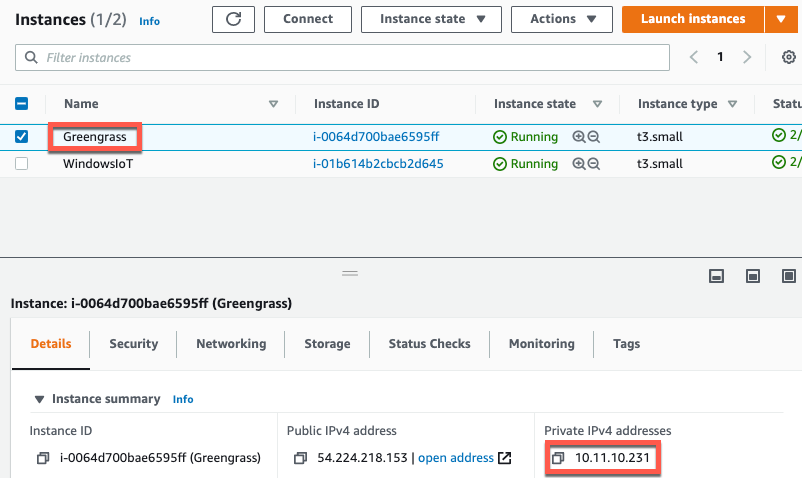 Instances (1/2) Info Connect Instance state Actions Launch instances
Filter instances 1
Name Instance ID Instance state Instance type
Greengrass i-0064d700bae6595ff Running t3.small 2/
WindowsIoT i-01b614b2cbcb2d645 Running t3.small 2/
Instance: i-0064d700bae6595ff (Greengrass)
Details Security Networking Storage Status Checks Monitoring Tags
Instance summary Info
Instance ID Public IPv4 address Private IPv4 addresses
i-0064d700bae6595ff (Greengrass) 54.224.218.153 | open address 10.11.10.231